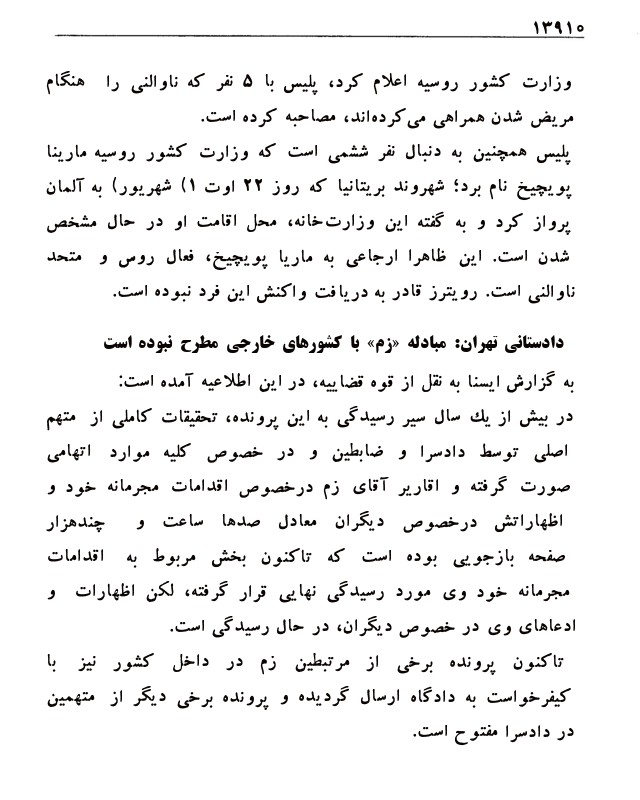 ۱۳۹۱۰
وزارت کشور روسیه اعلام کرد، پلیس با ۵ نفر که ناوالنی را هنگام
مریض شدن همراهی می‌کرده‌اند، مصاحبه کرده است.
پلیس همچنین به دنبال نفر ششمی است که وزارت کشور روسیه مارینا
پویچیخ نام برد؛ شهروند بریتانیا که روز ۲۲ اوت ۱) شهریور) به آلمان
پرواز کرد و به گفته این وزارت‌خانه، محل اقامت او در حال مشخص
شدن است. این ظاهرا ارجاعی به ماریا پویچیخ، فعال روس و متحد
ناوالنی است. رویترز قادر به دریافت واکنش این فرد نبوده است.
دادستانی تهران: مبادله «زم» با کشورهای خارجی مطرح نبوده است
به گزارش ایسنا به نقل از قوه قضاییه، در این اطلاعیه آمده است:
در بیش از یك سال سیر رسیدگی به این پرونده، تحقیقات کاملی از متهم
اصلی توسط دادسرا و ضابطین و در خصوص کلیه موارد اتهامی
صورت گرفته و اقاریر آقای زم درخصوص اقدامات مجرمانه خود و
اظهاراتش درخصوص دیگران معادل صدها ساعت و چندهزار
صفحه بازجویی بوده است که تاکنون بخش مربوط به اقدامات
مجرمانه خود وی مورد رسیدگی نهایی قرار گرفته، لکن اظهارات و
ادعاهای وی در خصوص دیگران، در حال رسیدگی است.
تاکنون پرونده برخی از مرتبطین زم در داخل کشور نیز با
کیفرخواست به دادگاه ارسال گردیده و پرونده برخی دیگر از متهمین
در دادسرا مفتوح است.